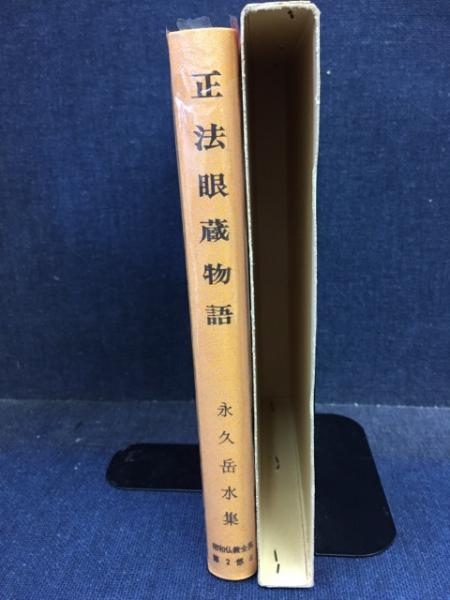 正法眼蔵物語
永久岳水集
昭和仏教全集
第2部4